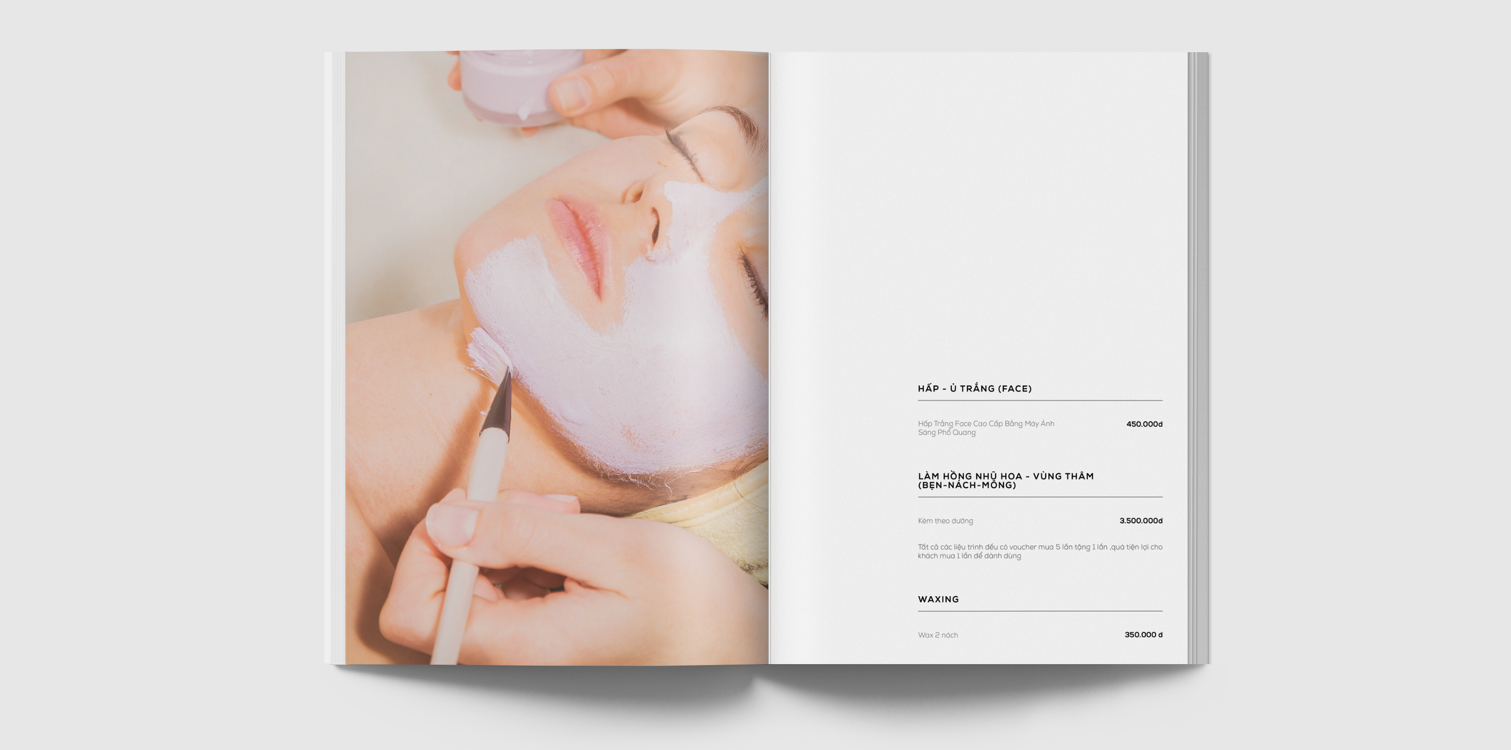 HẤP - Ủ TRẮNG (FACE)
Hấp Trắng Face Cao Cấp Bằng Máy Ánh
Sáng Phổ Quang
450.000đ
LÀM HỒNG NHŨ HOA - VÙNG THÂM
(BẸN-NÁCH-MÔNG)
Kèm theo dưỡng
3.500.000đ
Tất cả các liệu trình đều có voucher mua 5 lần tặng 1 lần ,quá tiện lợi cho
khách mua 1 lần để dành dùng
WAXING
Wax 2 nách
350.000 đ